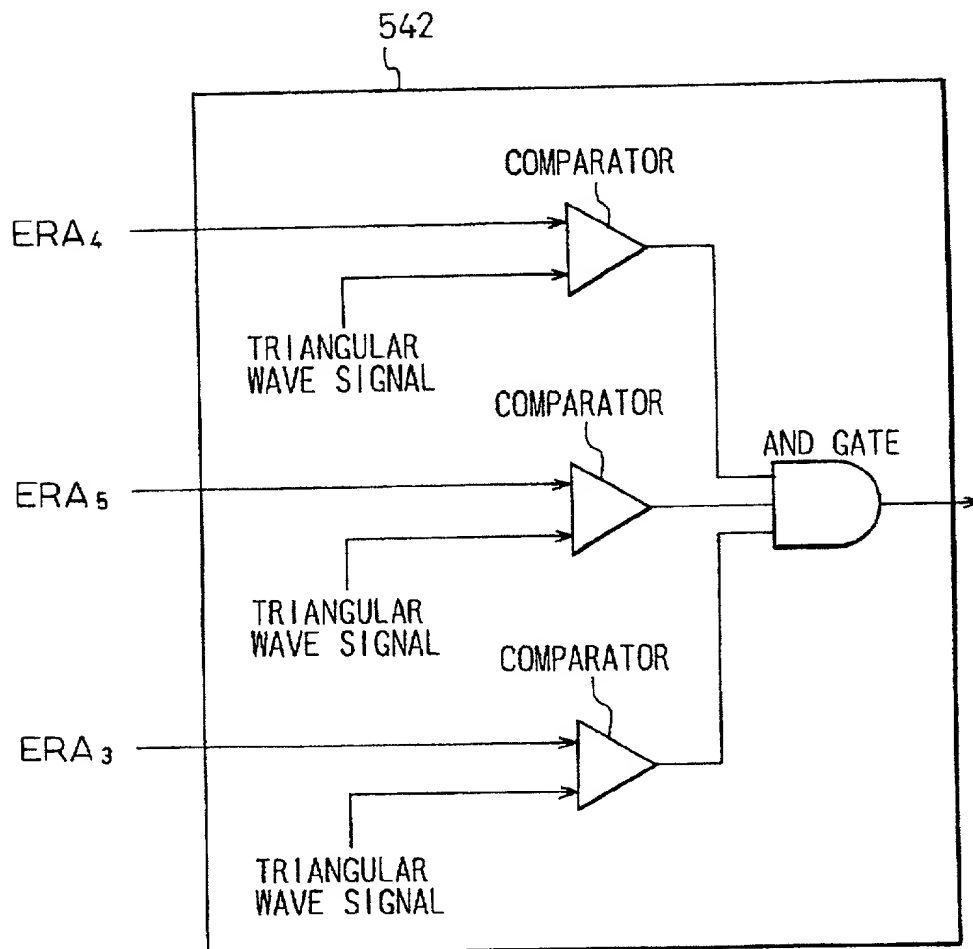 542
COMPARATOR
ERA₄
TRIANGULAR
WAVE SIGNAL
COMPARATOR
AND GATE
ERA₅
TRIANGULAR
WAVE SIGNAL
COMPARATOR
ERA₃
TRIANGULAR
WAVE SIGNAL